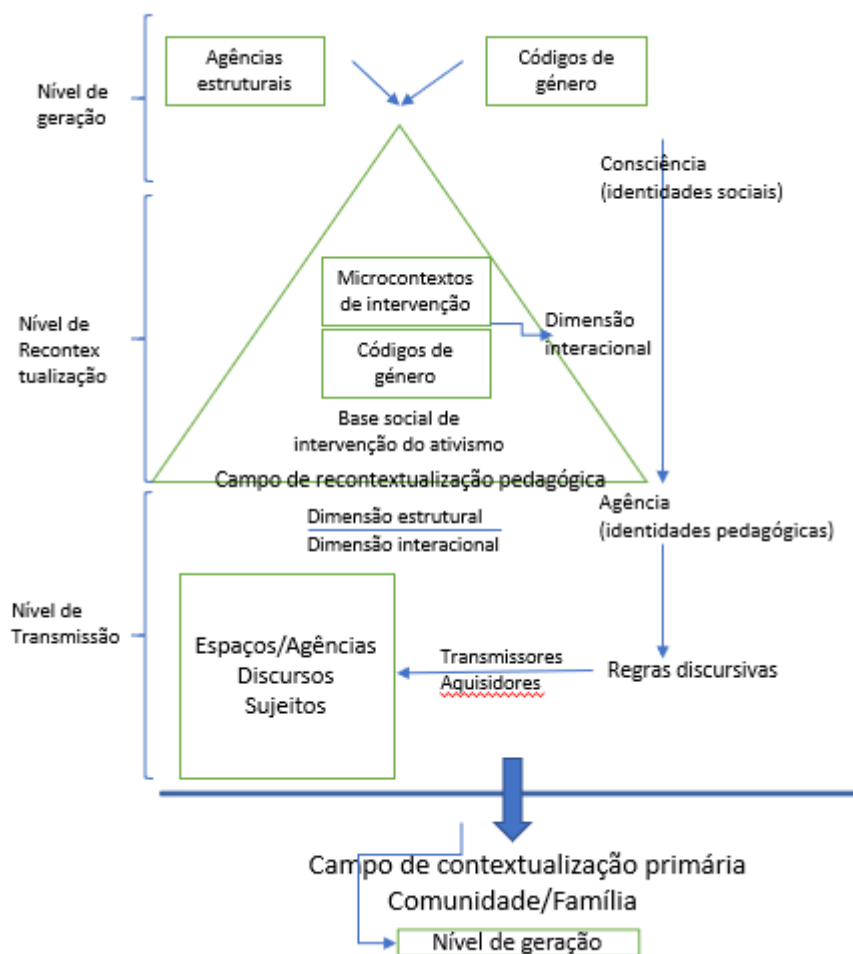 Agências
estruturais
Códigos de
género
Nível de
geração
Consciência
(identidades sociais)
Microcontextos
de intervenção
Dimensão
interacional
Nível de
Recontex
tualização
Códigos de
género
Base social de
intervenção do ativismo
Campo de recontextualização pedagógica
Agência
(identidades pedagógicas)
Dimensão estrutural
Dimensão interacional
Nível de
Transmissão
Espaços/Agências
Discursos
Sujeitos
Transmissores
Aquisidores
Regras discursivas
Campo de contextualização primária
Comunidade/Família
Nível de geração